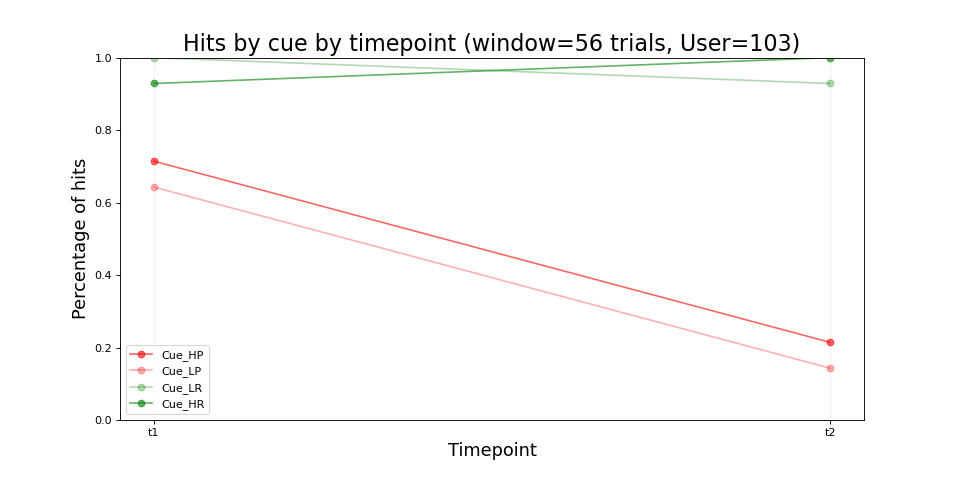 Hits by cue by timepoint (window=56 trials, User=103)
Percentage of hits
1.0
0.8
0.6
0.4
0.2
0.0
Cue_HP
Cue_LP
Cue_LR
Cue_HR
t1
t2
Timepoint